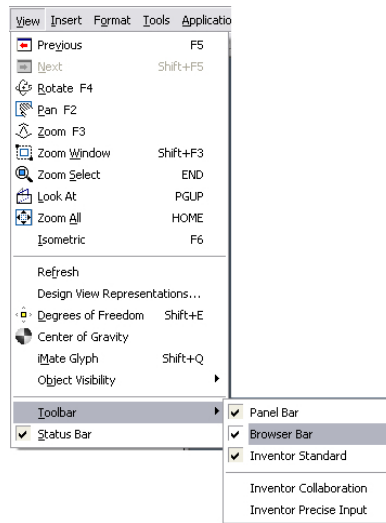 View Insert Format Tools Applicatio
Previous F5
Next Shift+F5
Rotate F4
Pan F2
Zoom F3
Zoom Window Shift+F3
Zoom Select END
Look At PGUP
Zoom All HOME
Isometric F6
Refresh
Design View Representations...
Degrees of Freedom Shift+E
Center of Gravity
iMate Glyph Shift+Q
Object Visibility
Toolbar
Panel Bar
Status Bar
Browser Bar
Inventor Standard
Inventor Collaboration
Inventor Precise Input